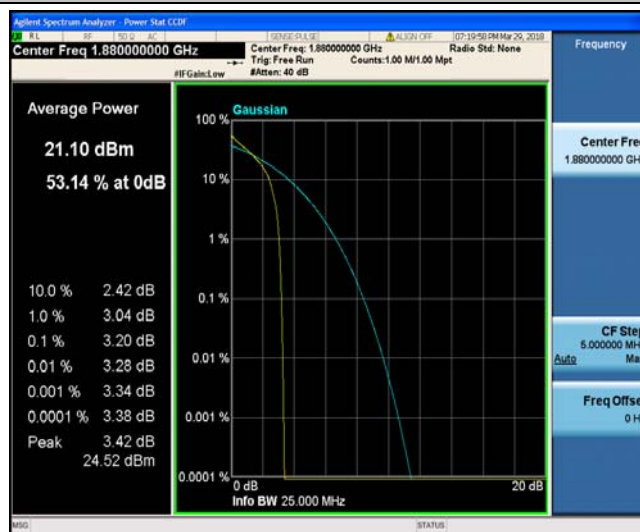 Agilent Spectrum Analyzer - Power Stat CCDF
RL RF 50 Ω AC SENSE:PULSE ALIGN OFF 07:19:50 PM Mar 29, 2018
Center Freq 1.880000000 GHz
Center Freq: 1.880000000 GHz Radio Std: None
Trig: Free Run Counts:1.00 M/1.00 Mpt
#IFGain:Low #Atten: 40 dB
Frequency
Average Power
21.10 dBm
53.14 % at 0dB
10.0 % 2.42 dB
1.0 % 3.04 dB
0.1 % 3.20 dB
0.01 % 3.28 dB
0.001 % 3.34 dB
0.0001 % 3.38 dB
Peak 3.42 dB
24.52 dBm
Gaussian
100 %
10 %
1 %
0.1 %
0.01 %
0.001 %
0.0001 %
0 dB 20 dB
Info BW 25.000 MHz
Center Fre
1.880000000 GH
CF Step
5.000000 MH
Auto Ma
Freq Offse
0 H
MSG STATUS